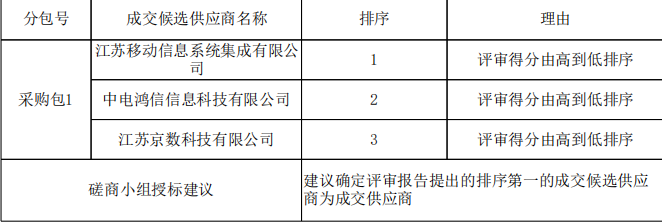 分包号 成交候选供应商名称 排序 理由
江苏移动信息系统集成有限公
司
1 评审得分由高到低排序
采购包1
中电鸿信信息科技有限公司 2 评审得分由高到低排序
江苏京数科技有限公司 3 评审得分由高到低排序
磋商小组授标建议
建议确定评审报告提出的排序第一的成交候选供应
商为成交供应商